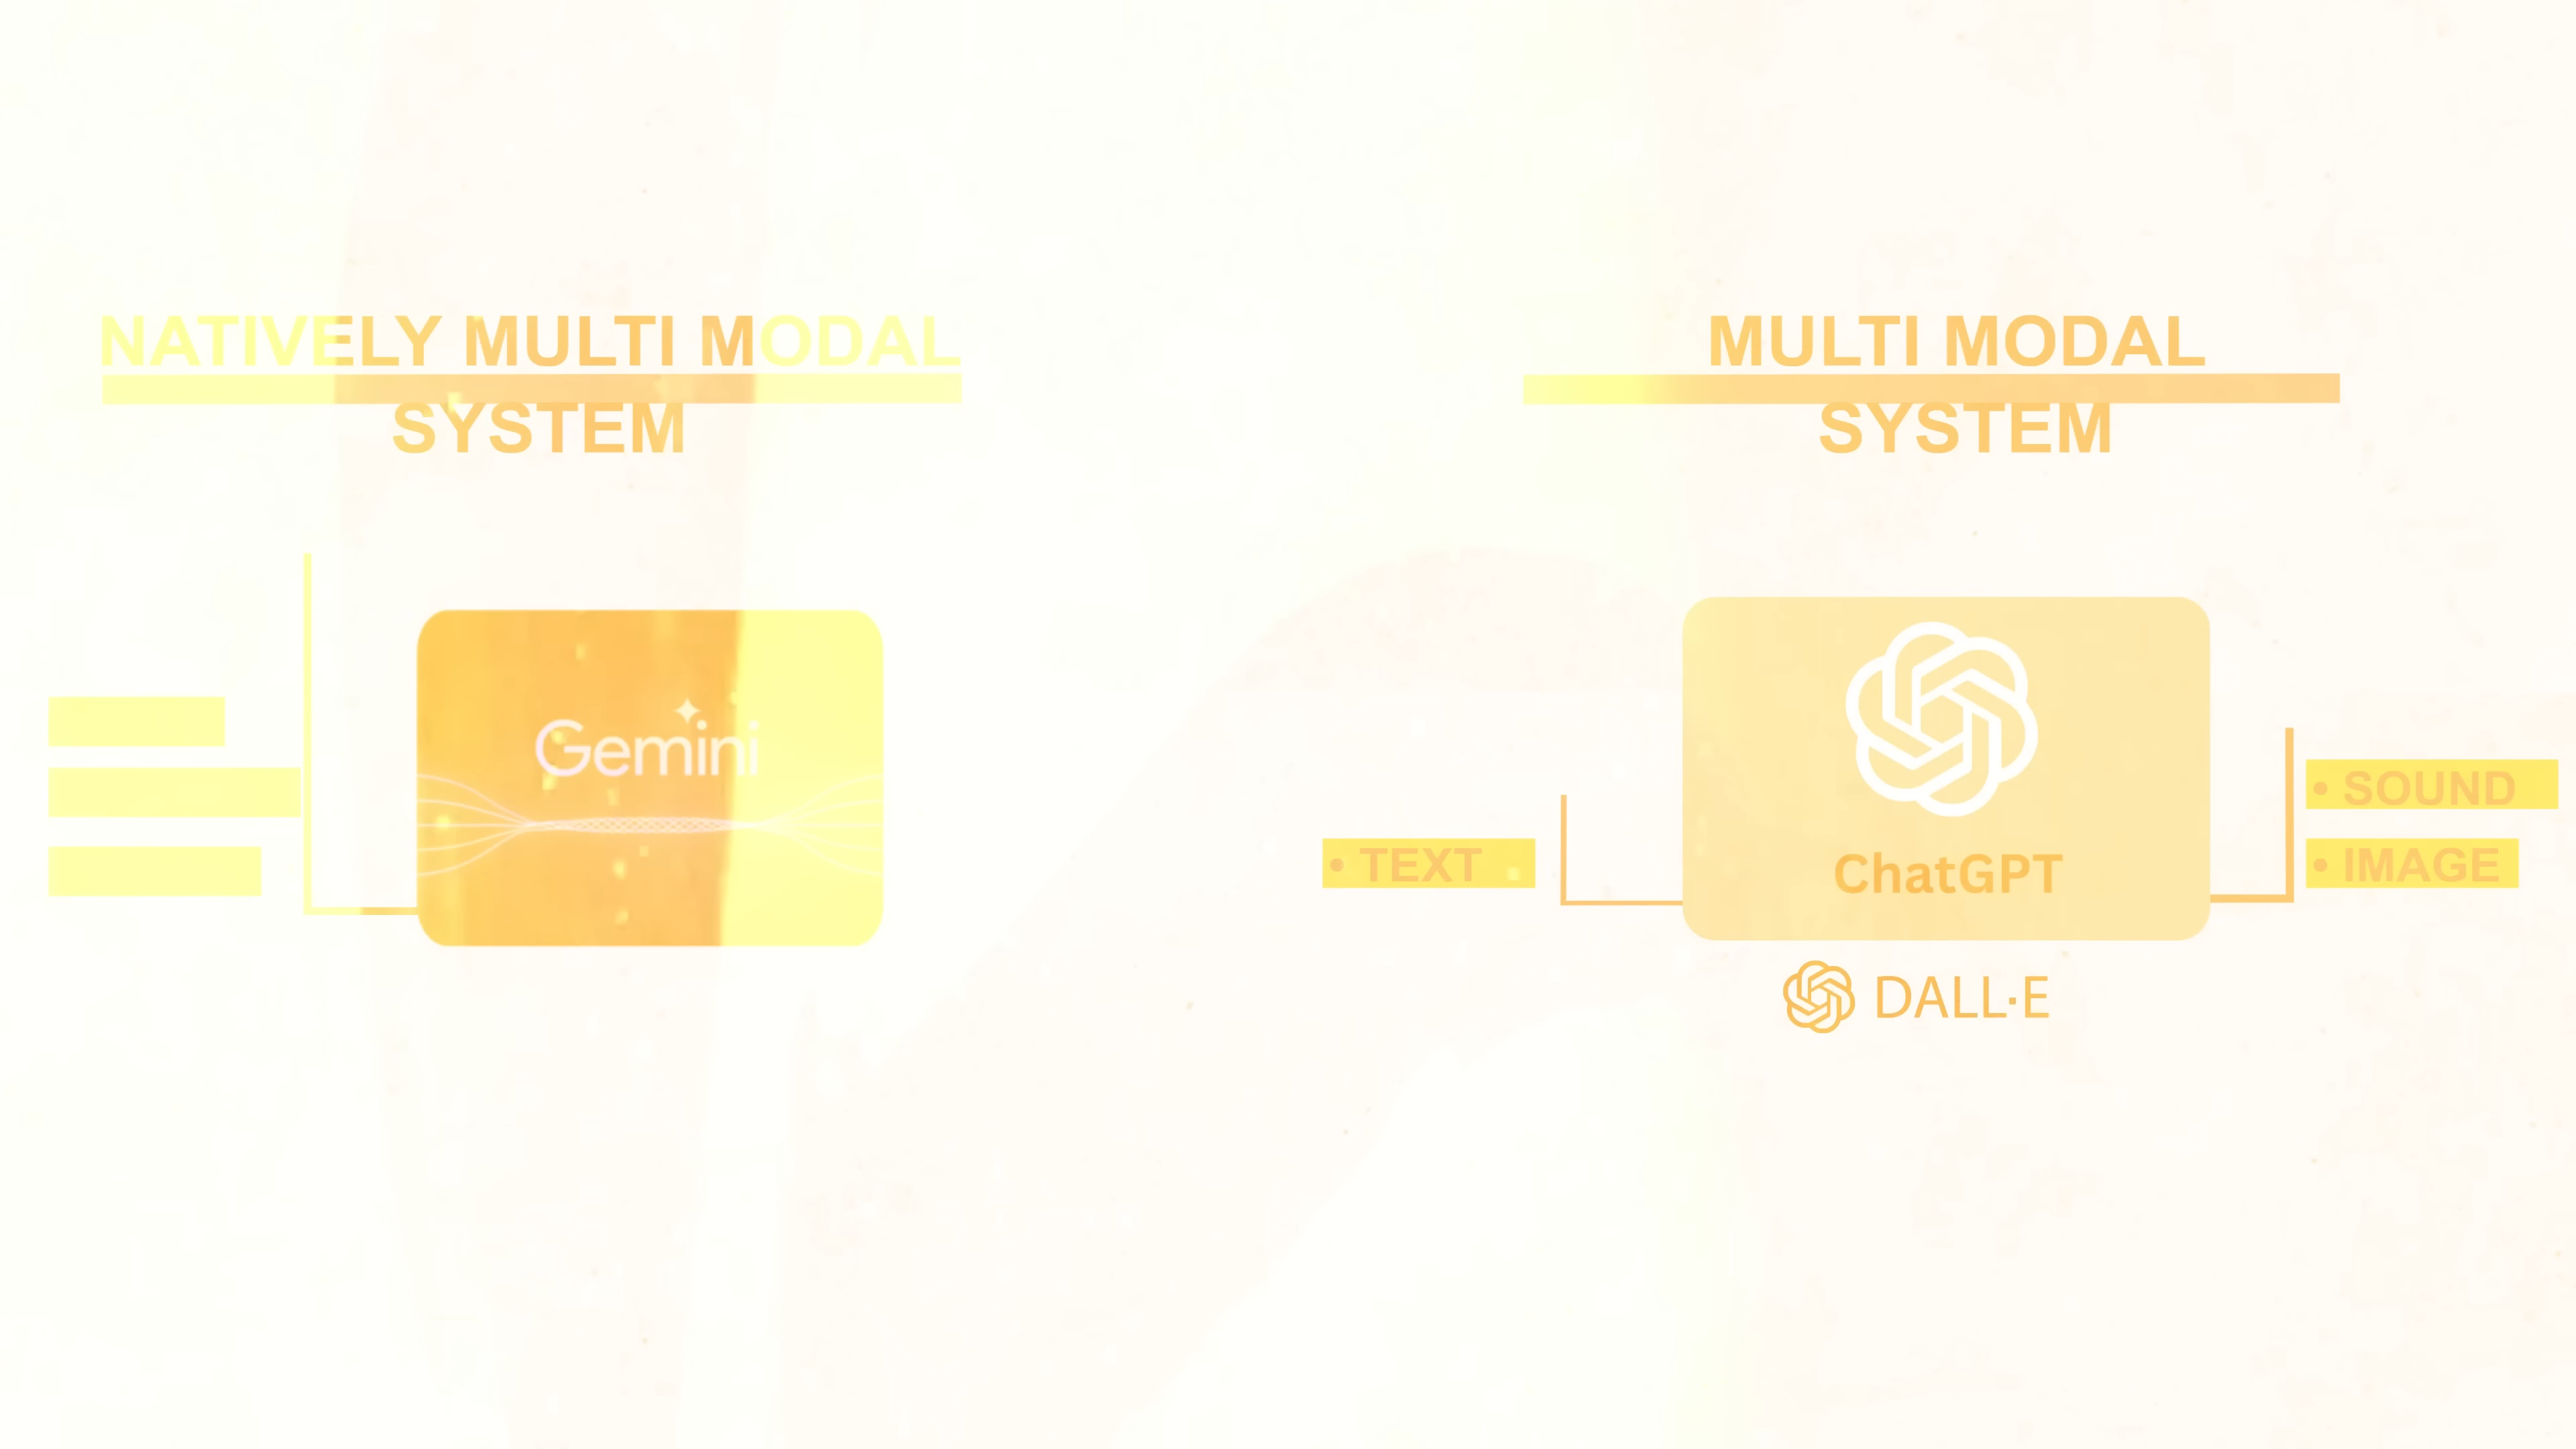 NATIVELY MULTI MODAL
SYSTEM
Gemini
MULTI MODAL
SYSTEM
• TEXT
ChatGPT
DALL·E
• SOUND
• IMAGE